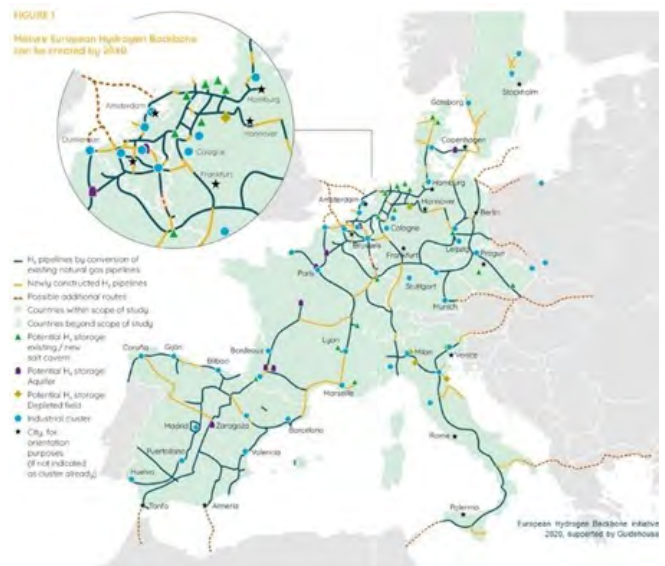 FIGURE 1
Mature European Hydrogen Backbone
can be created by 2040
Amsterdam
Hamburg
Hannover
Cologne
Frankfurt
Göteborg
Stockholm
Copenhagen
Hamburg
Amsterdam
Hannover
Berlin
Cologne
Brussels
Leipzig
Frankfurt
Prague
Paris
Stuttgart
Munich
H₂ pipelines by conversion of
existing natural gas pipelines
Newly constructed H₂ pipelines
Possible additional routes
Countries within scope of study
Countries beyond scope of study
Potential H₂ storage:
existing / new
salt cavern
Potential H₂ storage:
Aquifer
Potential H₂ storage:
Depleted field
Industrial cluster
City, for
orientation
purposes
(if not indicated
as cluster already)
Coruña
Gijón
Bilbao
Bordeaux
Lyon
Milan
Venice
Marseille
Madrid
Zaragoza
Barcelona
Puertollano
Valencia
Huelva
Tarifa
Almeria
Rome
Palermo
European Hydrogen Backbone initiative
2020, supported by Guidehouse